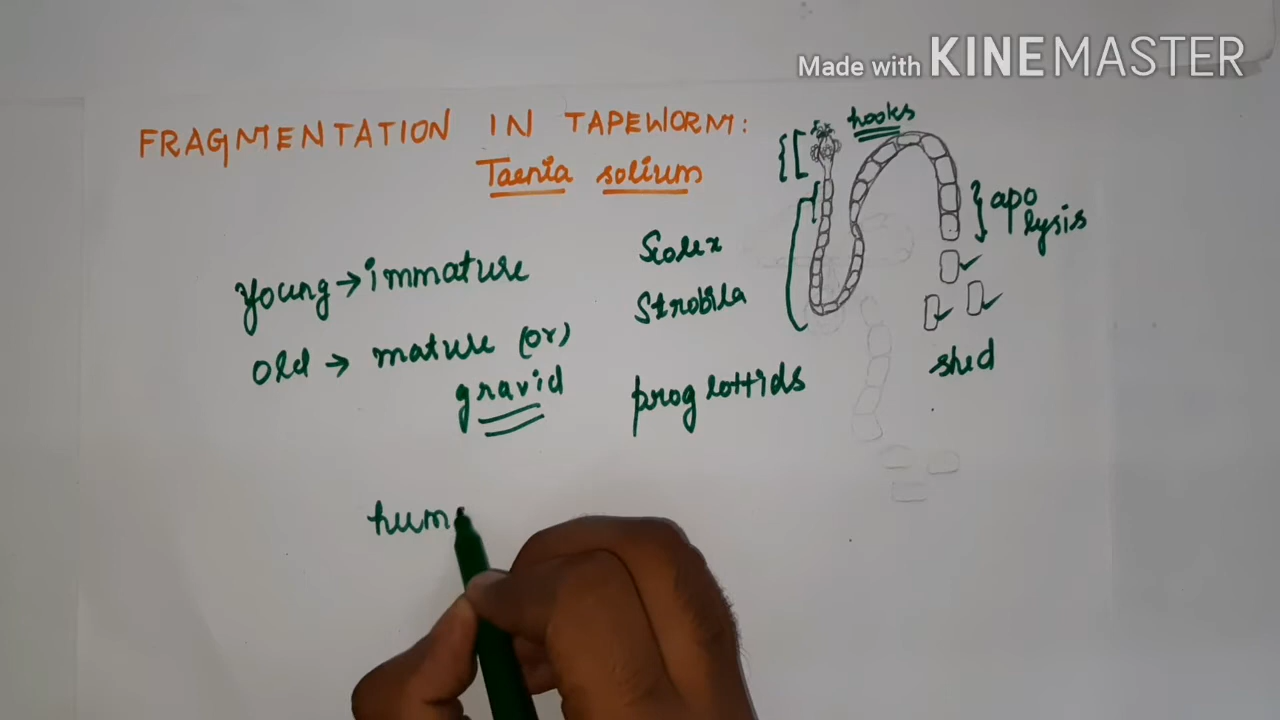 Made with KINEMASTER
FRAGMENTATION IN TAPEWORM:
Taenia solium
hooks
apo
lysis
young → immature
Scolex
Strobila
old → mature (or)
gravid
proglottids
shed
hum